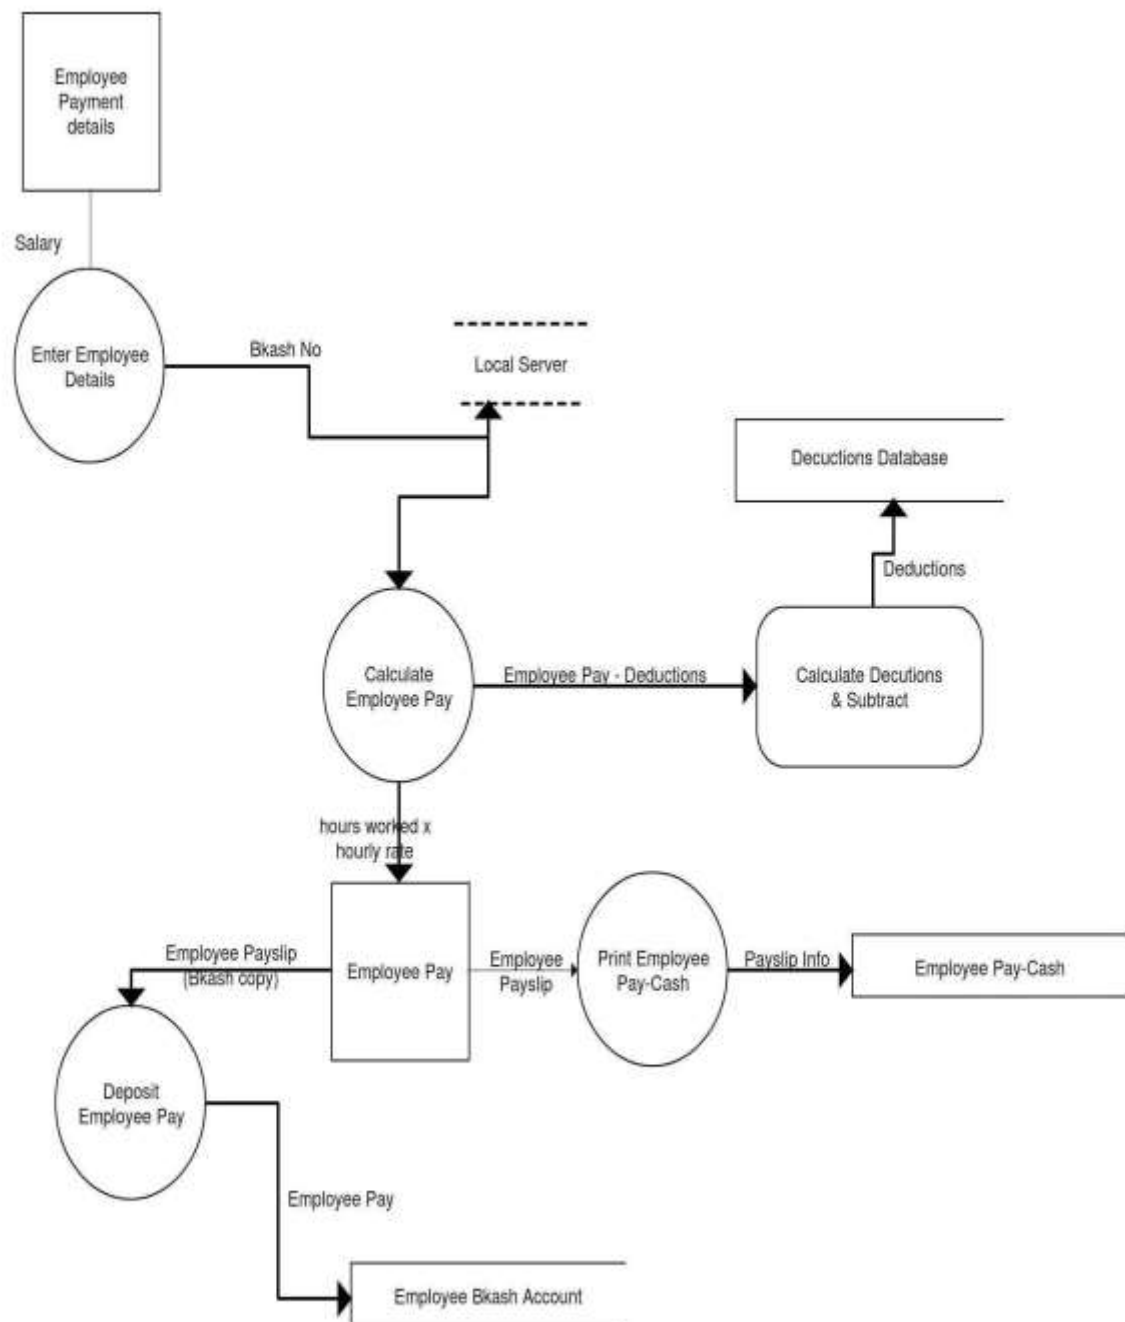 Employee
Payment
details
Salary
Enter Employee
Details
Bkash No
Local Server
Decuctions Database
Deductions
Calculate
Employee Pay
Employee Pay - Deductions
Calculate Decutions
& Subtract
hours worked x
hourly rate
Employee Payslip
(Bkash copy)
Employee Pay
Employee
Payslip
Print Employee
Pay-Cash
Payslip Info
Employee Pay-Cash
Deposit
Employee Pay
Employee Pay
Employee Bkash Account